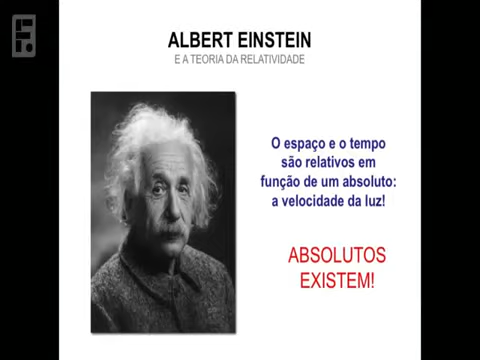 ALBERT EINSTEIN
E A TEORIA DA RELATIVIDADE
O espaço e o tempo
são relativos em
função de um absoluto:
a velocidade da luz!
ABSOLUTOS
EXISTEM!